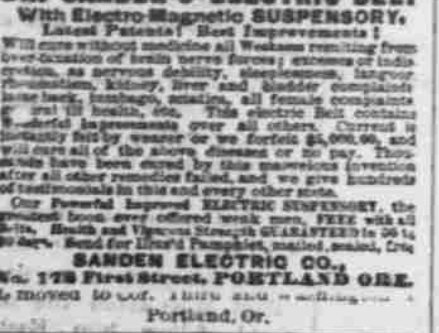 With Electro-Magnetic SUSPENSORY.
Latest Patents! Best Improvements!
Will cure without medicine all Weakness resulting from
over-taxation of brain nerve forces; excesses or indis-
cretion, as nervous debility, sleeplessness, languor
rheumatism, kidney, liver and bladder complaints
lame back, lumbago, sciatica, all female complaints
general ill health, etc. This electric Belt contains
Wonderful Improvements over all others. Current is
instantly felt by wearer or we forfeit $5,000.00, and
will cure all of the above diseases or no pay. Thou-
sands have been cured by this marvelous invention
after all other remedies failed, and we give hundreds
of testimonials in this and every other state.
Our Powerful Improved ELECTRIC SUSPENSORY, the
greatest boon ever offered weak men, FREE with all
Belts. Health and Vigorous Strength GUARANTEED in
days. Send for Illus'd Pamphlet, mailed, sealed, free
SANDEN ELECTRIC CO.,
No. 172 First Street, PORTLAND ORE.
moved to Cor. Third and
Portland, Or.